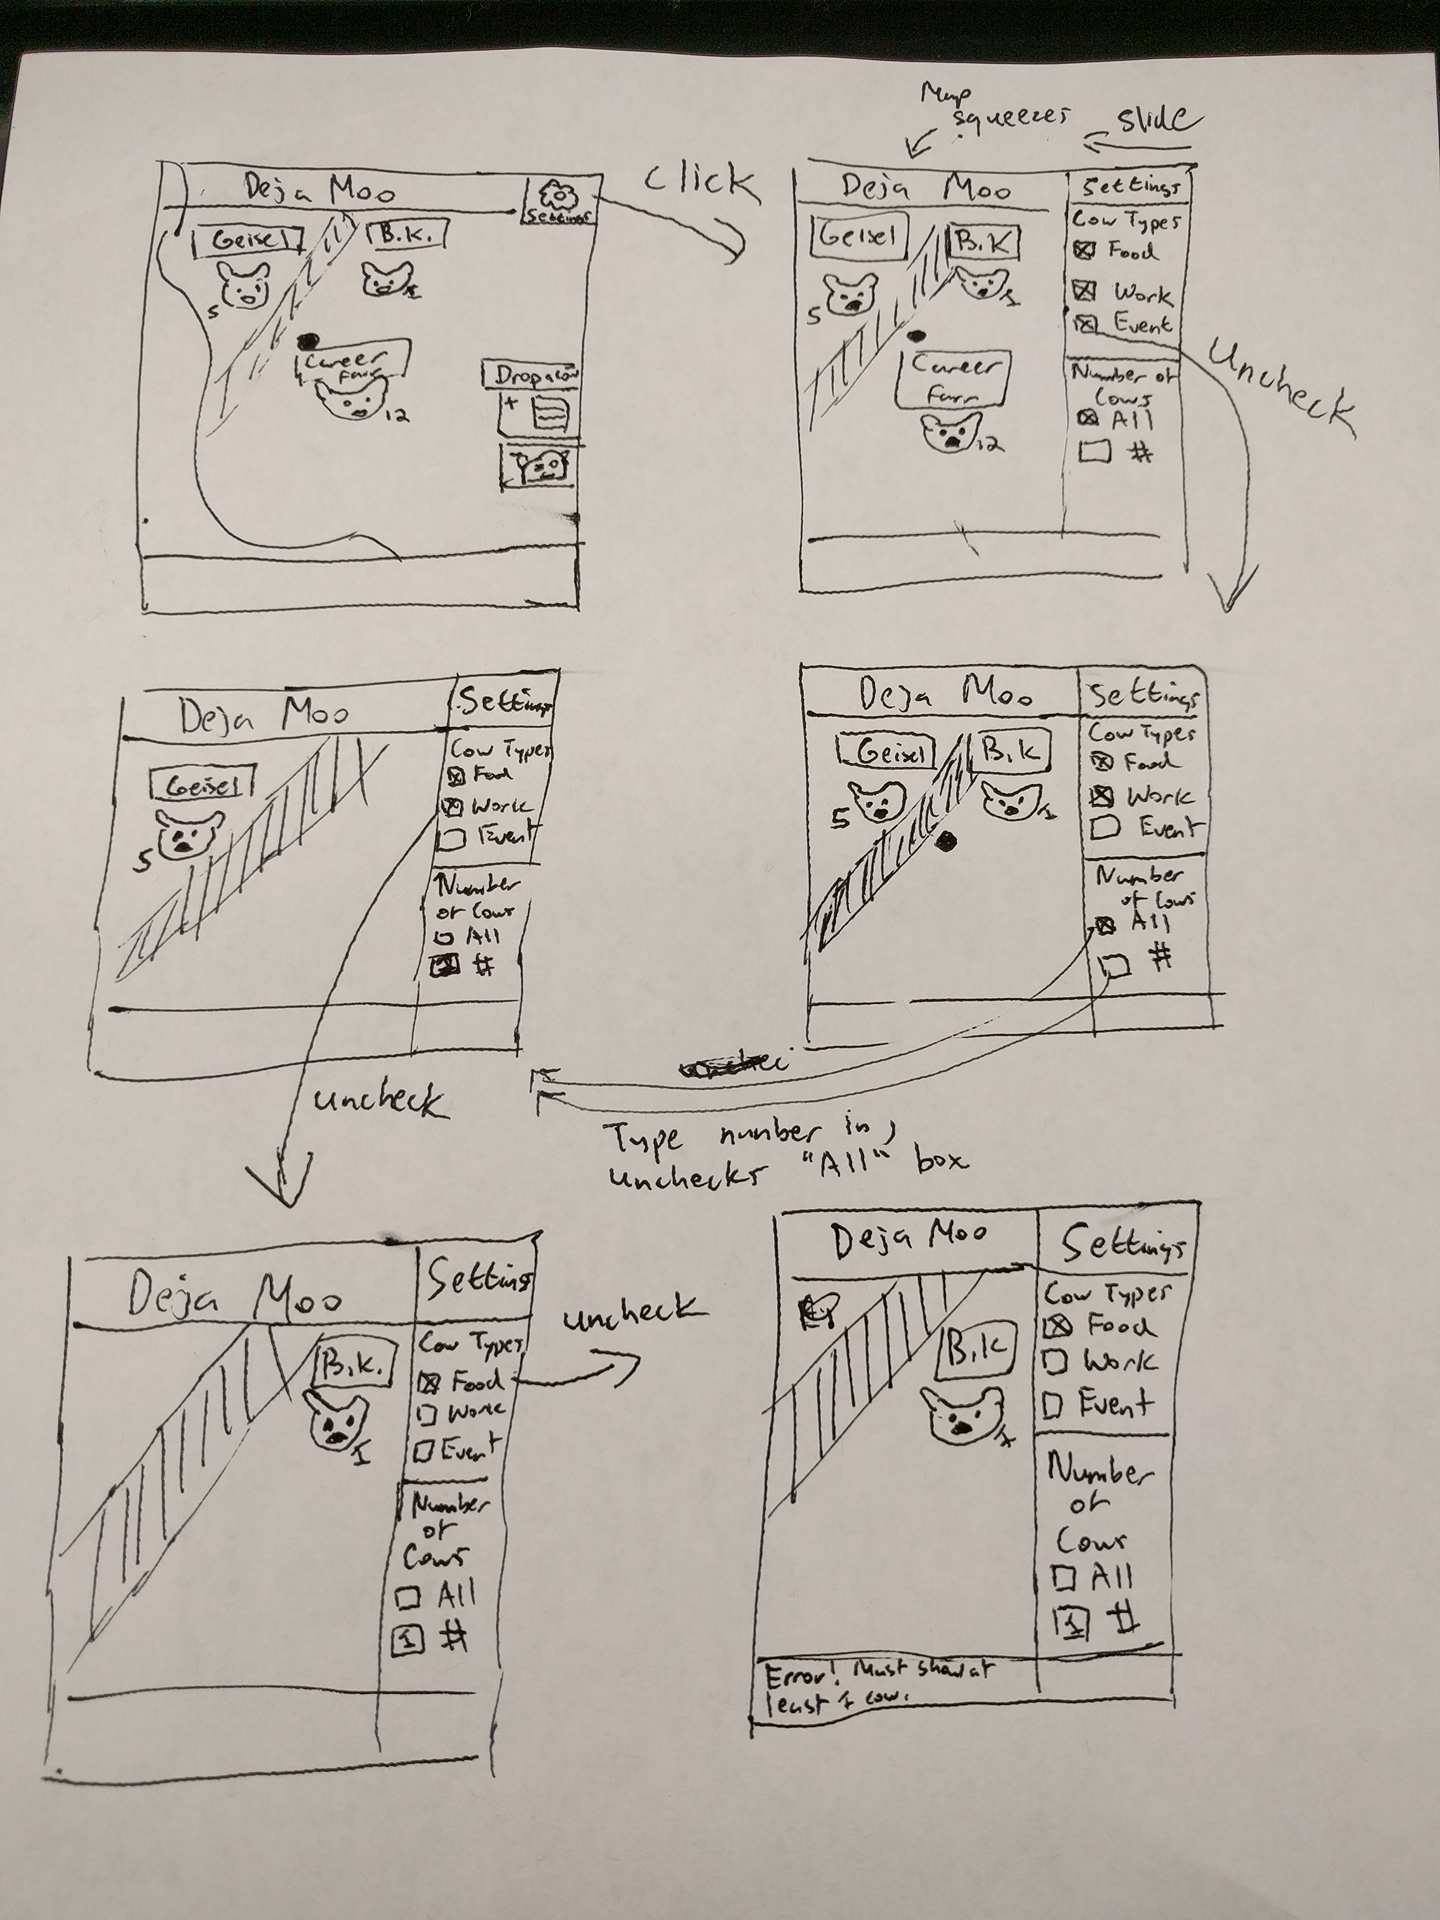 Map
squeezes
slide
Deja Moo
Settings
click
Geisel
B.K.
5
1
Career
Fair
12
Drop a cow
+
Deja Moo
Settings
Geisel
B.K
5
1
Career
Fair
12
Cow Types
Food
Work
Event
Number of
Cows
All
#
Uncheck
Deja Moo
Settings
Geisel
5
Cow Types
Food
Work
Event
Number
of Cows
All
1 #
uncheck
Deja Moo
Settings
Geisel
B.K
5
1
Cow Types
Food
Work
Event
Number
of Cows
All
#
Type number in,
unchecks "All" box
Deja Moo
Setting
B.K.
1
Cow Types
Food
Work
Event
Number
of
Cows
All
1 #
uncheck
Deja Moo
Settings
B.K
1
Cow Types
Food
Work
Event
Number
of
Cows
All
1 #
Error! Must show at
least 1 cow.